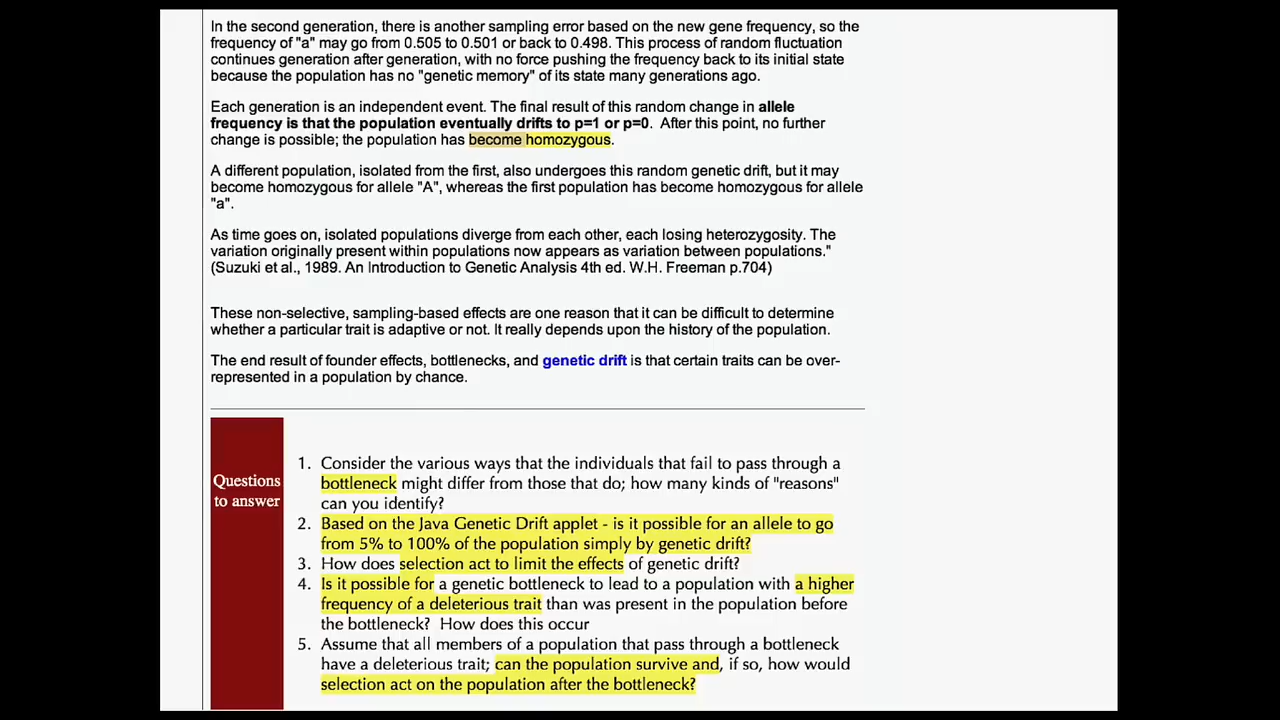 In the second generation, there is another sampling error based on the new gene frequency, so the
frequency of "a" may go from 0.505 to 0.501 or back to 0.498. This process of random fluctuation
continues generation after generation, with no force pushing the frequency back to its initial state
because the population has no "genetic memory" of its state many generations ago.
Each generation is an independent event. The final result of this random change in allele
frequency is that the population eventually drifts to p=1 or p=0. After this point, no further
change is possible; the population has become homozygous.
A different population, isolated from the first, also undergoes this random genetic drift, but it may
become homozygous for allele "A", whereas the first population has become homozygous for allele
"a".
As time goes on, isolated populations diverge from each other, each losing heterozygosity. The
variation originally present within populations now appears as variation between populations."
(Suzuki et al., 1989. An Introduction to Genetic Analysis 4th ed. W.H. Freeman p.704)
These non-selective, sampling-based effects are one reason that it can be difficult to determine
whether a particular trait is adaptive or not. It really depends upon the history of the population.
The end result of founder effects, bottlenecks, and genetic drift is that certain traits can be over-
represented in a population by chance.
Questions
to answer
1. Consider the various ways that the individuals that fail to pass through a
bottleneck might differ from those that do; how many kinds of "reasons"
can you identify?
2. Based on the Java Genetic Drift applet - is it possible for an allele to go
from 5% to 100% of the population simply by genetic drift?
3. How does selection act to limit the effects of genetic drift?
4. Is it possible for a genetic bottleneck to lead to a population with a higher
frequency of a deleterious trait than was present in the population before
the bottleneck? How does this occur
5. Assume that all members of a population that pass through a bottleneck
have a deleterious trait; can the population survive and, if so, how would
selection act on the population after the bottleneck?